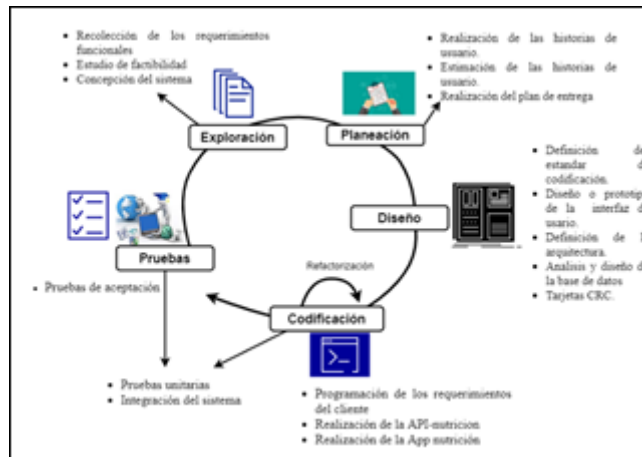 • Recolección de los requerimientos
funcionales
• Estudio de factibilidad
• Concepción del sistema
Exploración
Planeación
• Realización de las historias de
usuario.
• Estimación de las historias de
usuario.
• Realización del plan de entrega
Diseño
• Definición de
estandar d
codificación.
• Diseño o prototip
de la interfaz d
usario.
• Definición de l
arquitectura.
• Analisis y diseño d
la base de datos
• Tarjetas CRC.
Refactorización
Codificación
• Programación de los requerimientos
del cliente
• Realización de la API-nutricion
• Realización de la App nutrición
Pruebas
• Pruebas de aceptación
• Pruebas unitarias
• Integración del sistema